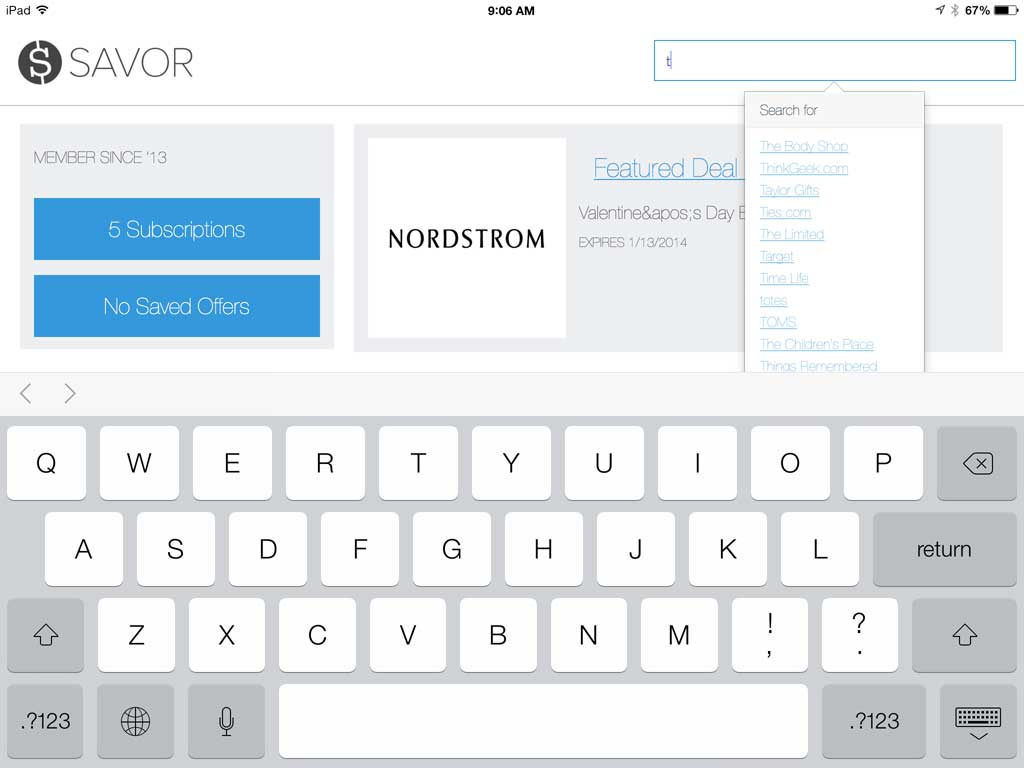 iPad
9:06 AM
67%
$ SAVOR
t
Search for
The Body Shop
ThinkGeek.com
Taylor Gifts
Ties.com
The Limited
Target
Time Life
totes
TOMS
The Children's Place
Things Remembered
MEMBER SINCE '13
5 Subscriptions
No Saved Offers
NORDSTROM
Featured Deal
Valentine&apos;s Day
EXPIRES 1/13/2014
Q W E R T Y U I O P
A S D F G H J K L return
Z X C V B N M ! , ? .
.?123 .?123